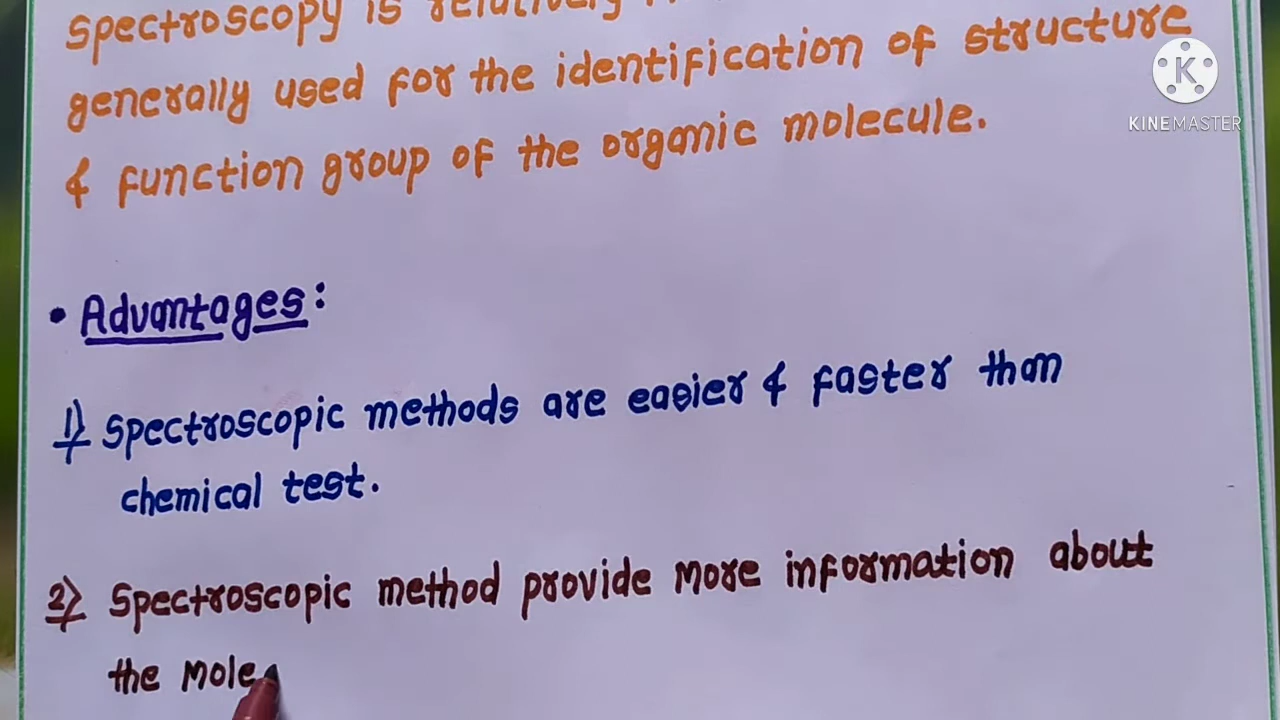 Spectroscopy is relatively
generally used for the identification of structure
& function group of the organic molecule.
K
KINEMASTER
• Advantages:
1) Spectroscopic methods are easier & faster than
chemical test.
2) Spectroscopic method provide more information about
the mole